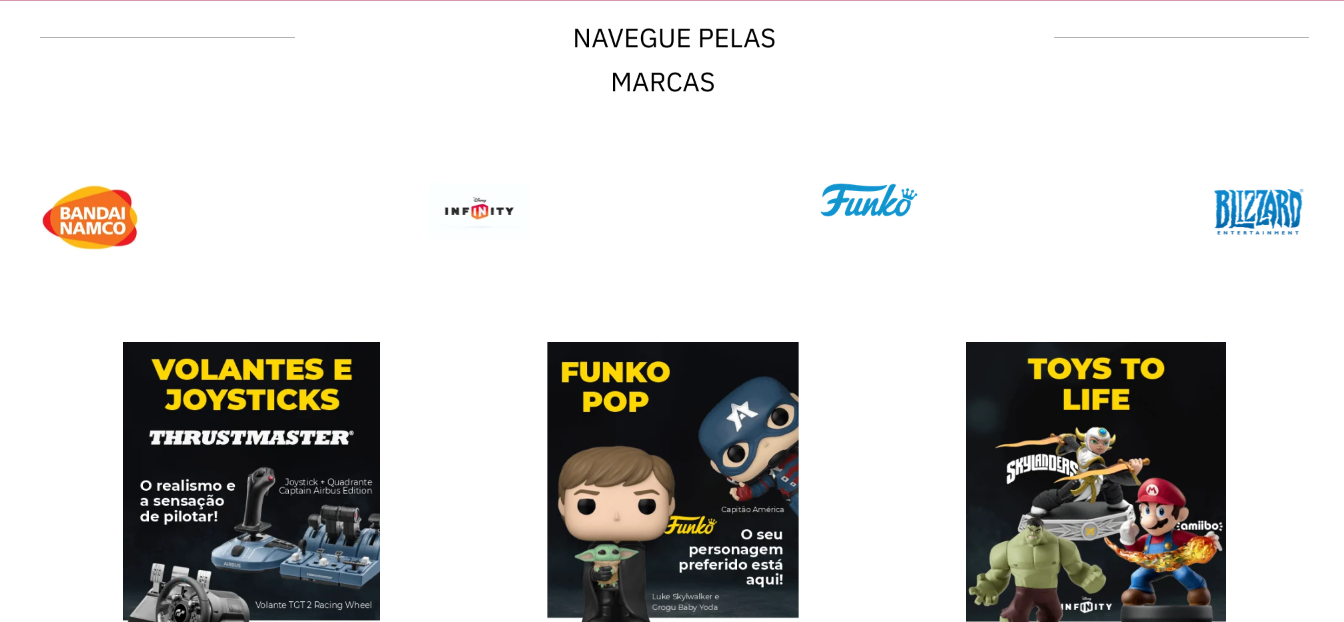 NAVEGUE PELAS
MARCAS
BANDAI
NAMCO
Disney
INFINITY
Funko
BLIZZARD
ENTERTAINMENT
VOLANTES E
JOYSTICKS
THRUSTMASTER®
O realismo e
a sensação
de pilotar!
Joystick + Quadrante
Captain Airbus Edition
AIRBUS
Volante TGT 2 Racing Wheel
FUNKO
POP
Capitão América
Funko
O seu
personagem
preferido está
aqui!
Luke Skylwalker e
Grogu Baby Yoda
TOYS TO
LIFE
SKYLANDERS
amiibo
Disney
INFINITY